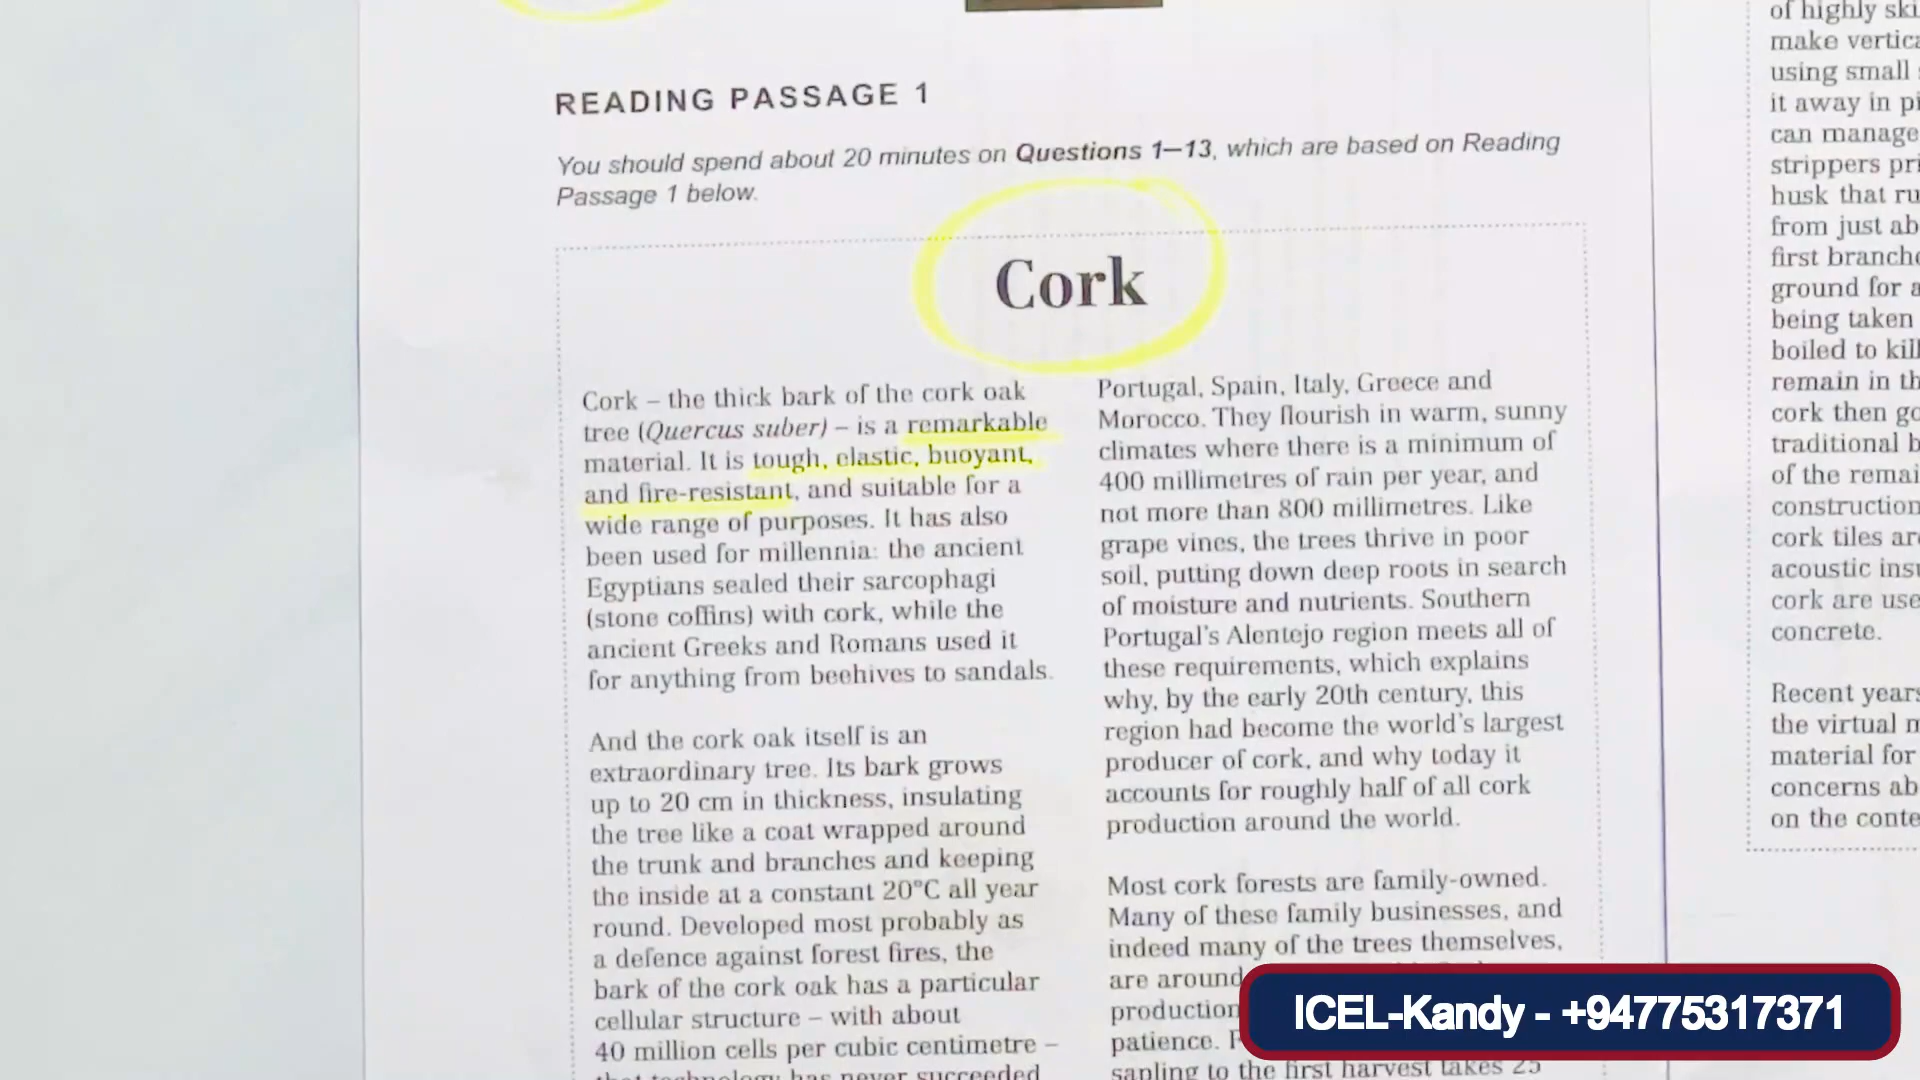 READING PASSAGE 1
You should spend about 20 minutes on Questions 1–13, which are based on Reading
Passage 1 below.
Cork
Cork – the thick bark of the cork oak
tree (Quercus suber) – is a remarkable
material. It is tough, elastic, buoyant,
and fire-resistant, and suitable for a
wide range of purposes. It has also
been used for millennia: the ancient
Egyptians sealed their sarcophagi
(stone coffins) with cork, while the
ancient Greeks and Romans used it
for anything from beehives to sandals.
And the cork oak itself is an
extraordinary tree. Its bark grows
up to 20 cm in thickness, insulating
the tree like a coat wrapped around
the trunk and branches and keeping
the inside at a constant 20°C all year
round. Developed most probably as
a defence against forest fires, the
bark of the cork oak has a particular
cellular structure – with about
40 million cells per cubic centimetre –
that technology has never succeeded
Portugal, Spain, Italy, Greece and
Morocco. They flourish in warm, sunny
climates where there is a minimum of
400 millimetres of rain per year, and
not more than 800 millimetres. Like
grape vines, the trees thrive in poor
soil, putting down deep roots in search
of moisture and nutrients. Southern
Portugal's Alentejo region meets all of
these requirements, which explains
why, by the early 20th century, this
region had become the world's largest
producer of cork, and why today it
accounts for roughly half of all cork
production around the world.
Most cork forests are family-owned.
Many of these family businesses, and
indeed many of the trees themselves,
are around
production
patience.
sapling to the first harvest takes 25
of highly
make
using small
it away in
can manage
strippers
husk that
from just
first
ground for
being taken
boiled to
remain in
cork then
traditional
of the
construction
cork tiles
acoustic
cork are
concrete.
Recent years
the virtual
material for
concerns
on the
ICEL-Kandy - +94775317371